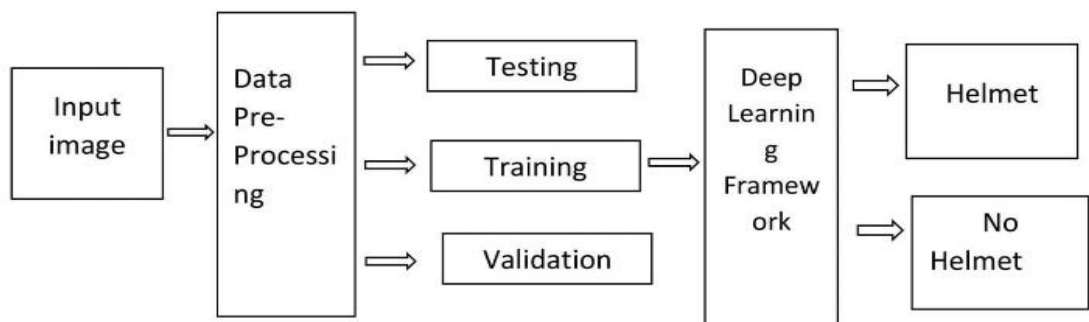 Input
image
Data
Pre-
Processi
ng
Testing
Training
Validation
Deep
Learnin
g
Framew
ork
Helmet
No
Helmet